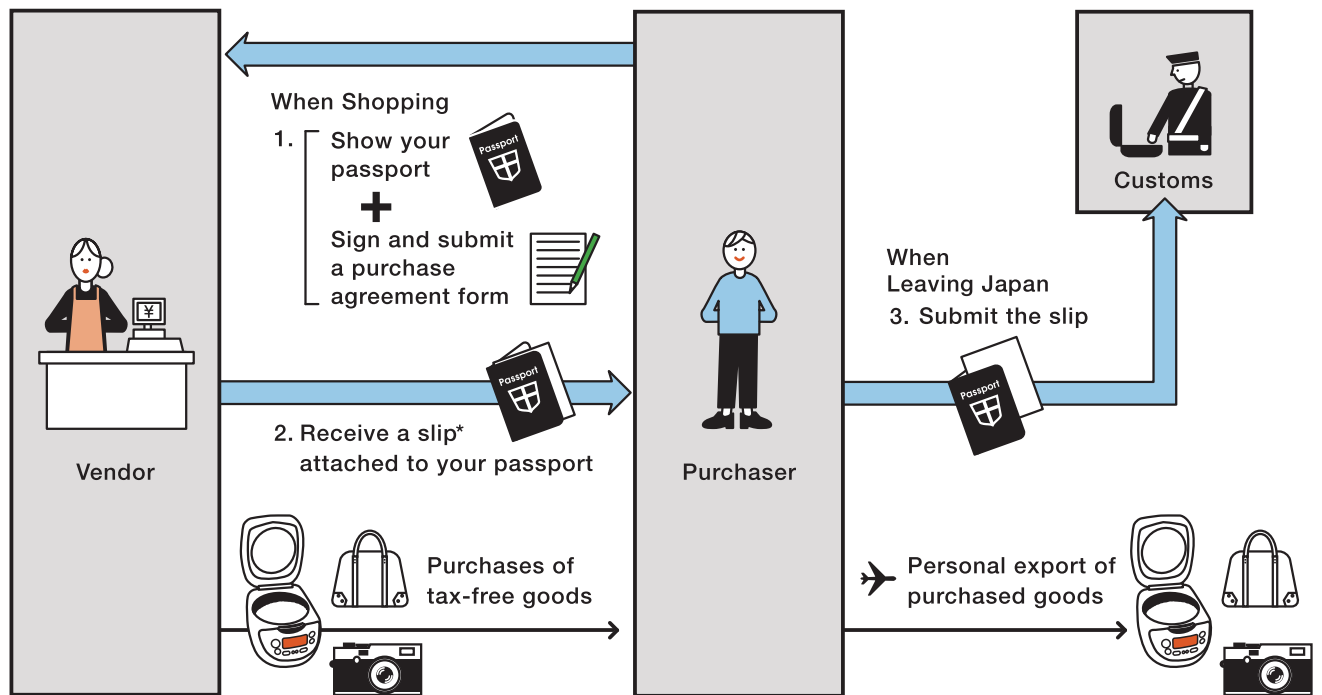 When Shopping
1. Show your
passport
Passport
+
Sign and submit
a purchase
agreement form
¥
Vendor
Passport
2. Receive a slip*
attached to your passport
Purchases of
tax-free goods
Purchaser
Customs
When
Leaving Japan
3. Submit the slip
Passport
Personal export of
purchased goods